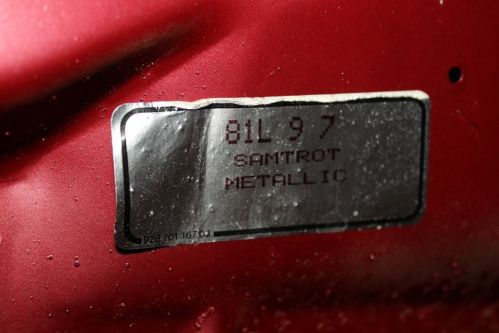 81L 9 7
SAMTROT
METALLIC
928 701 167 03